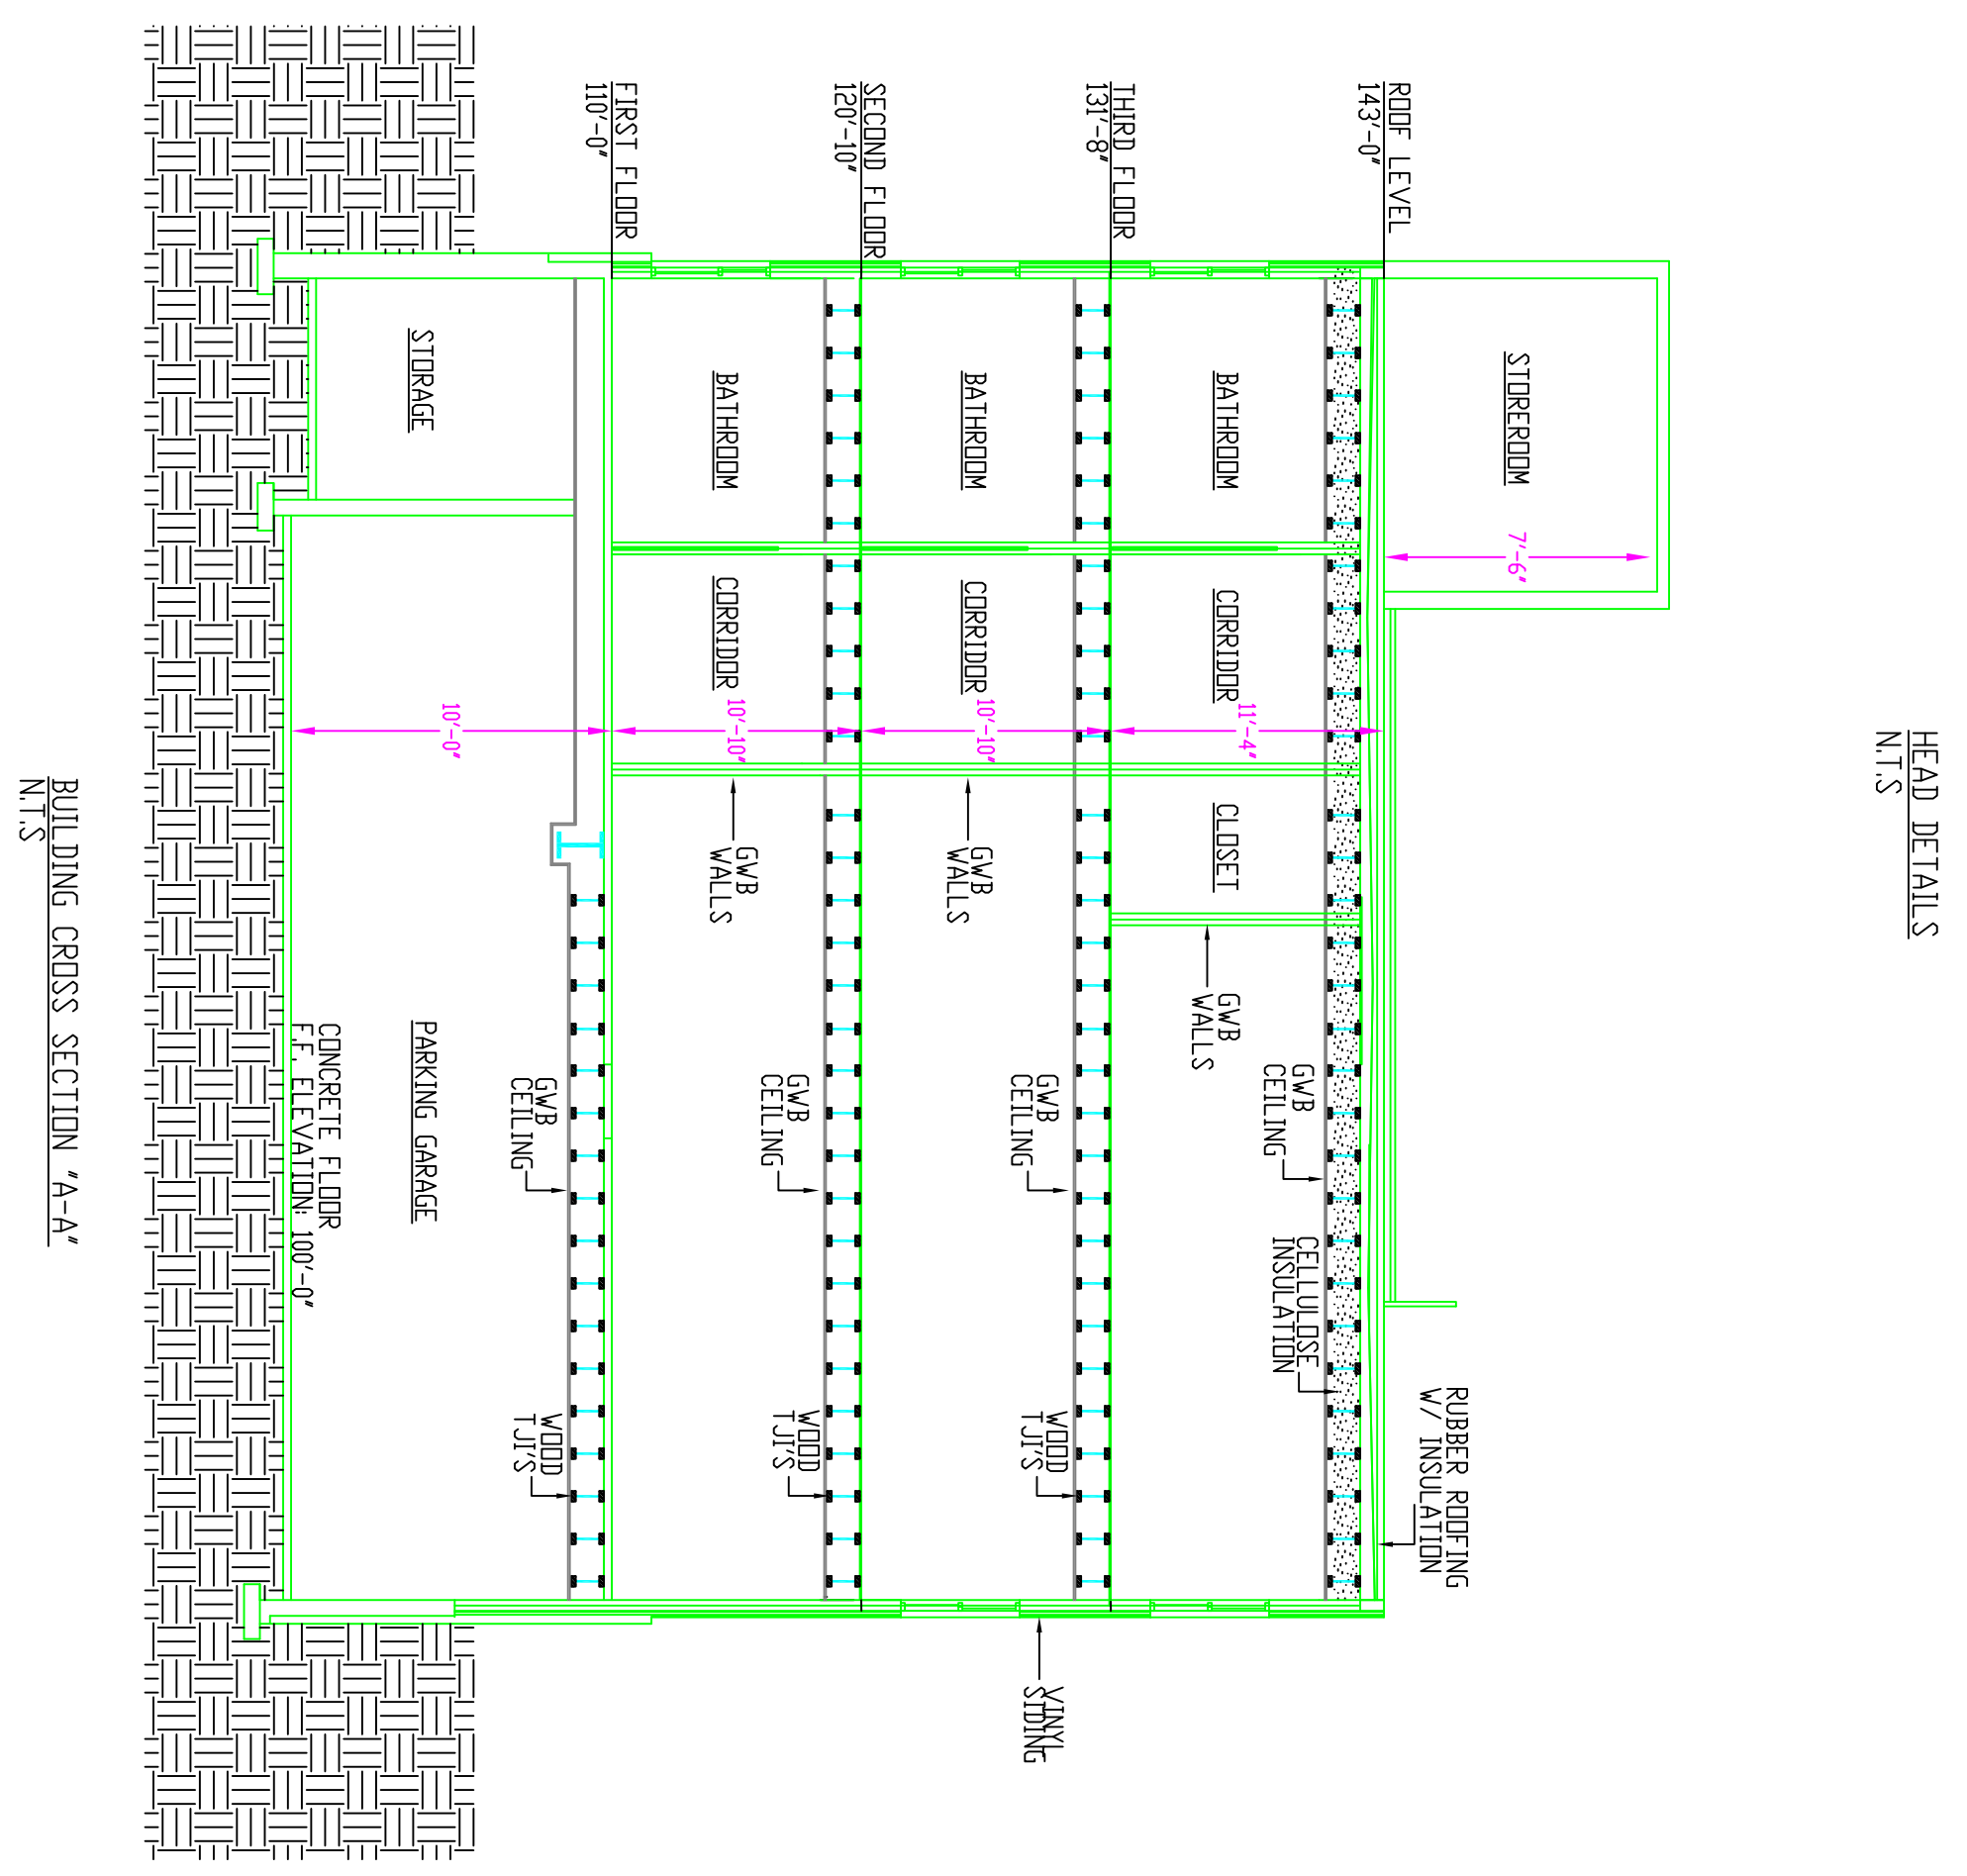 HEAD DETAILS
N.T.S
STOREROOM
7'-6"
ROOF LEVEL
143'-0"
RUBBER ROOFING
W/ INSULATION
BATHROOM
CORRIDOR
11'-4"
CLOSET
GWB
WALLS
GWB
CEILING
CELLULOSE
INSULATION
THIRD FLOOR
131'-8"
BATHROOM
CORRIDOR
10'-10"
GWB
WALLS
GWB
CEILING
WOOD
TJI'S
VINYL
SIDING
SECOND FLOOR
120'-10"
BATHROOM
CORRIDOR
10'-10"
GWB
WALLS
GWB
CEILING
WOOD
TJI'S
FIRST FLOOR
110'-0"
GWB
CEILING
WOOD
TJI'S
STORAGE
10'-0"
PARKING GARAGE
CONCRETE FLOOR
F.F. ELEVATION: 100'-0"
BUILDING CROSS SECTION "A-A"
N.T.S